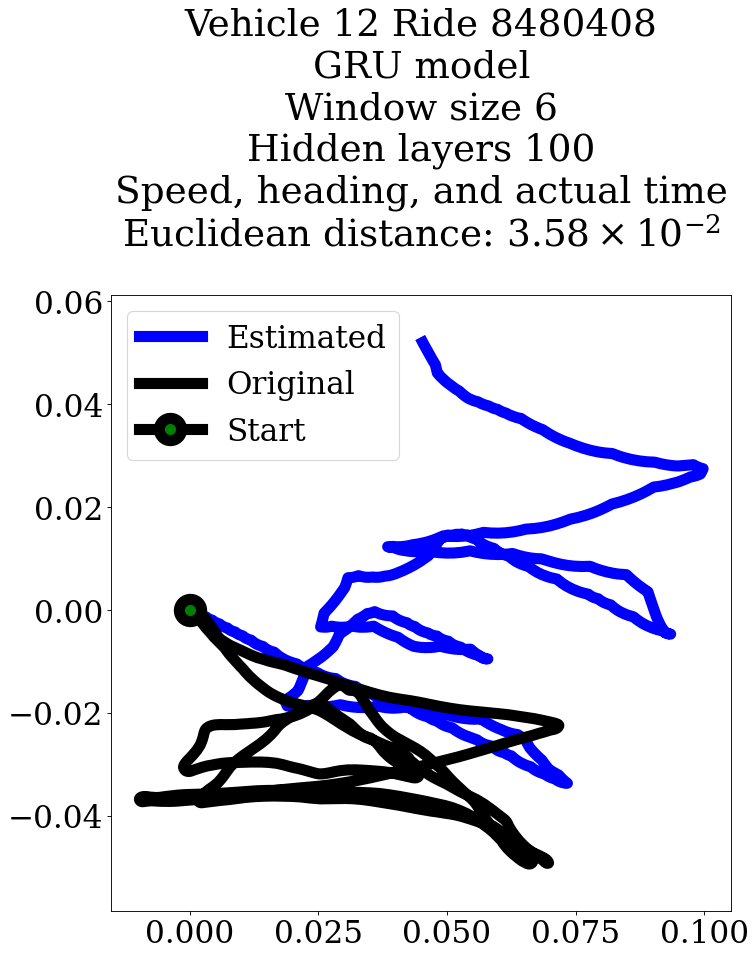 Vehicle 12 Ride 8480408
GRU model
Window size 6
Hidden layers 100
Speed, heading, and actual time
Euclidean distance: 3.58 × 10⁻²
0.06
Estimated
Original
Start
0.04
0.02
0.00
−0.02
−0.04
0.000 0.025 0.050 0.075 0.100